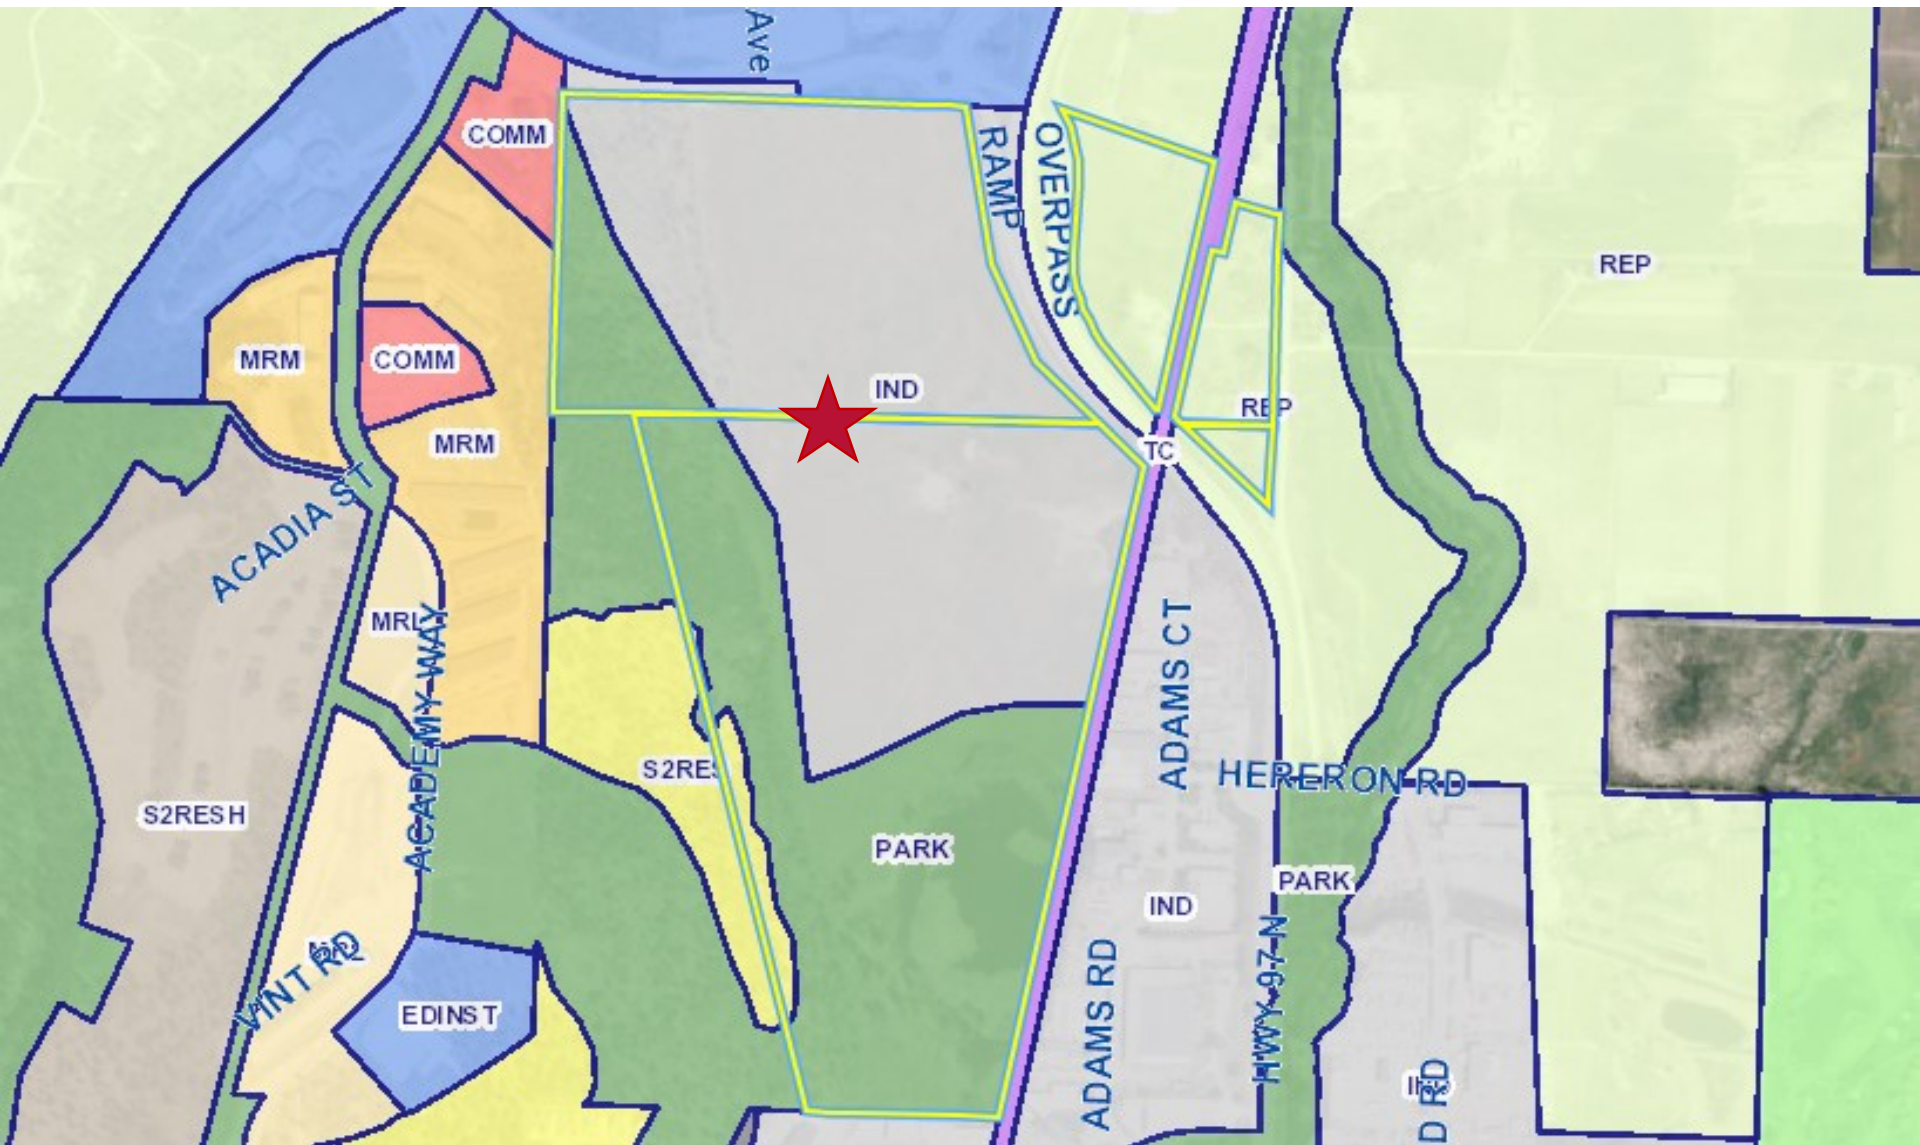 Ave
COMM
RAMP
OVERPASS
REP
MRM
COMM
IND
REP
MRM
TC
ACADIA ST
MRL
ACADEMY WAY
ADAMS CT
S2RES
HERERON RD
S2RESH
PARK
PARK
IND
VINT RD
EDINST
ADAMS RD
HWY 97 N
D RD